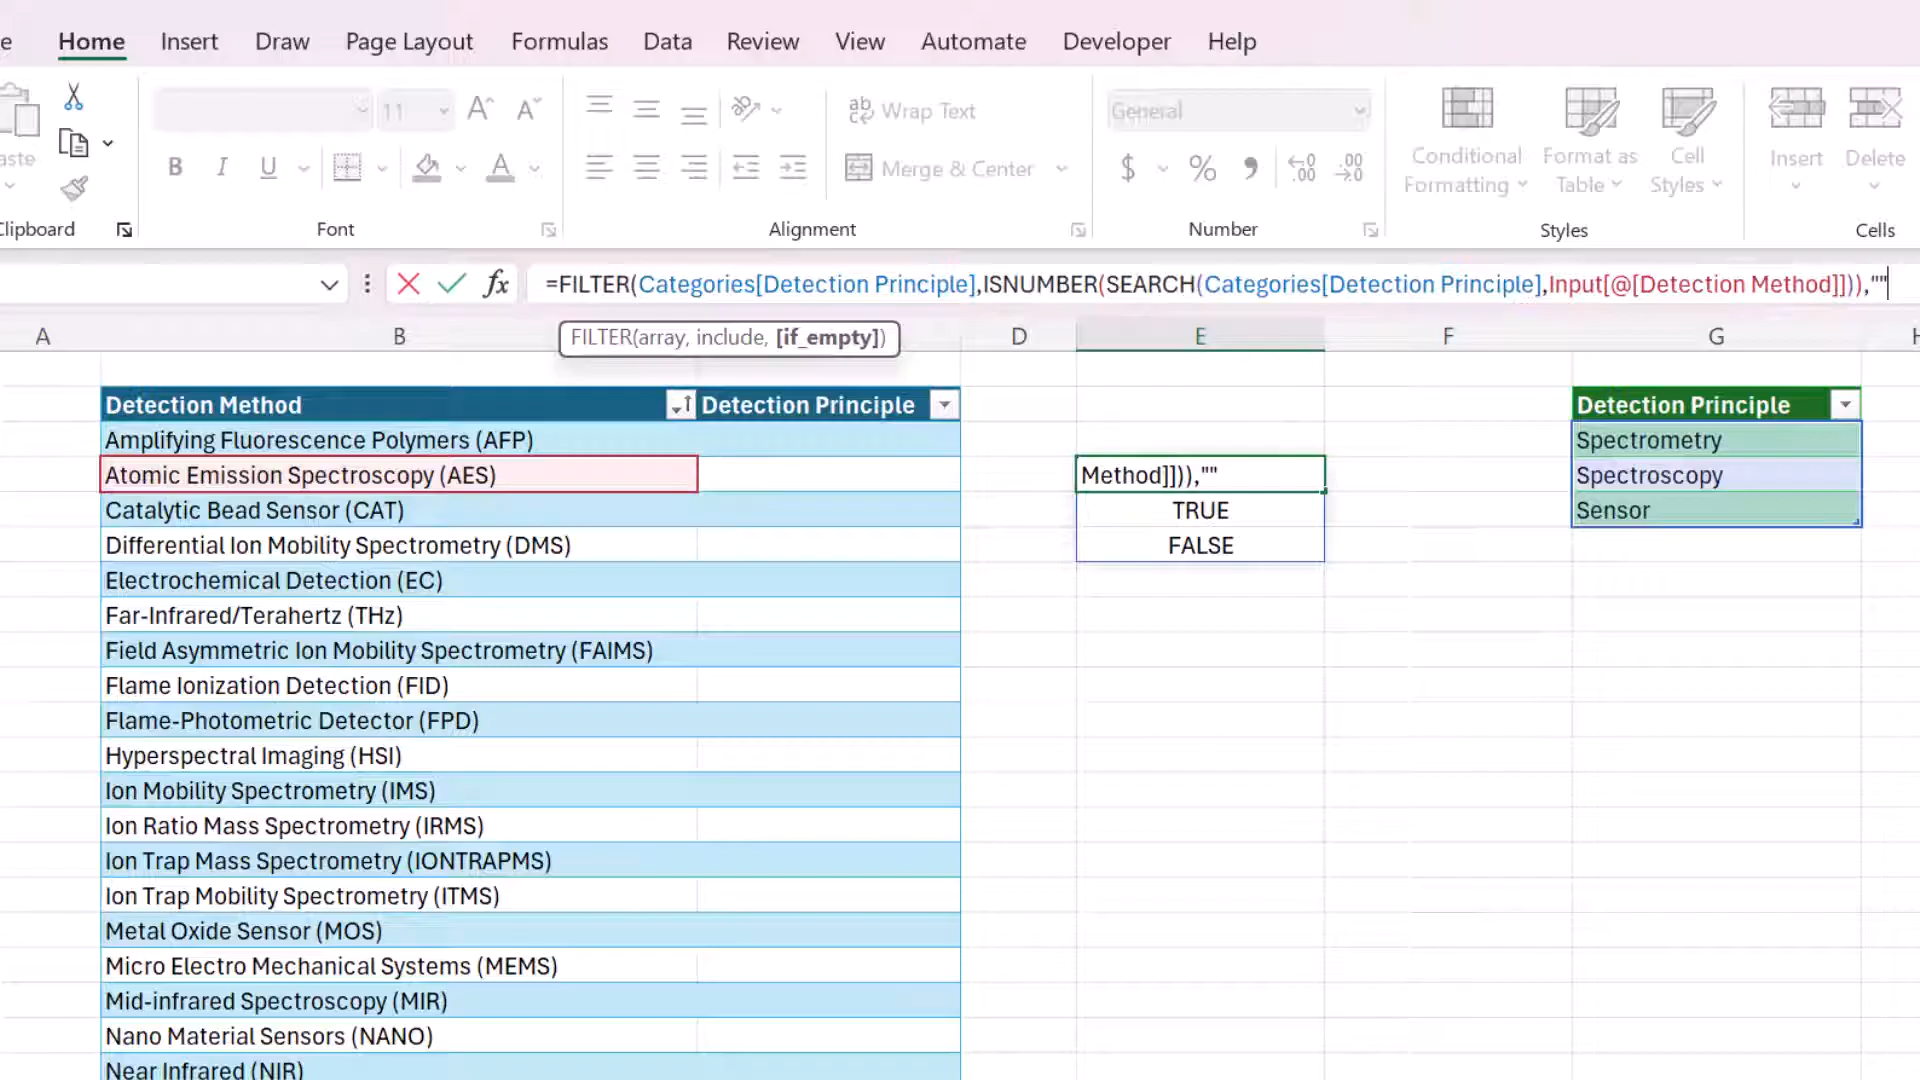 e Home Insert Draw Page Layout Formulas Data Review View Automate Developer Help
11 A A ab Wrap Text General
aste B I U A Merge & Center $ % 9 .00 .00 Conditional Formatting Format as Table Cell Styles Insert Delete
Clipboard Font Alignment Number Styles Cells
fx =FILTER(Categories[Detection Principle],ISNUMBER(SEARCH(Categories[Detection Principle],Input[@[Detection Method]])),""
FILTER(array, include, [if_empty])
A B D E F G H
Detection Method Detection Principle Detection Principle
Amplifying Fluorescence Polymers (AFP) Spectrometry
Atomic Emission Spectroscopy (AES) Method]])),"" Spectroscopy
Catalytic Bead Sensor (CAT) TRUE Sensor
Differential Ion Mobility Spectrometry (DMS) FALSE
Electrochemical Detection (EC)
Far-Infrared/Terahertz (THz)
Field Asymmetric Ion Mobility Spectrometry (FAIMS)
Flame Ionization Detection (FID)
Flame-Photometric Detector (FPD)
Hyperspectral Imaging (HSI)
Ion Mobility Spectrometry (IMS)
Ion Ratio Mass Spectrometry (IRMS)
Ion Trap Mass Spectrometry (IONTRAPMS)
Ion Trap Mobility Spectrometry (ITMS)
Metal Oxide Sensor (MOS)
Micro Electro Mechanical Systems (MEMS)
Mid-infrared Spectroscopy (MIR)
Nano Material Sensors (NANO)
Near Infrared (NIR)